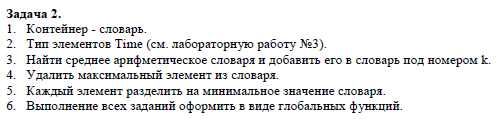 Задача 2.
1. Контейнер - словарь.
2. Тип элементов Time (см. лабораторную работу №3).
3. Найти среднее арифметическое словаря и добавить его в словарь под номером k.
4. Удалить максимальный элемент из словаря.
5. Каждый элемент разделить на минимальное значение словаря.
6. Выполнение всех заданий оформить в виде глобальных функций.